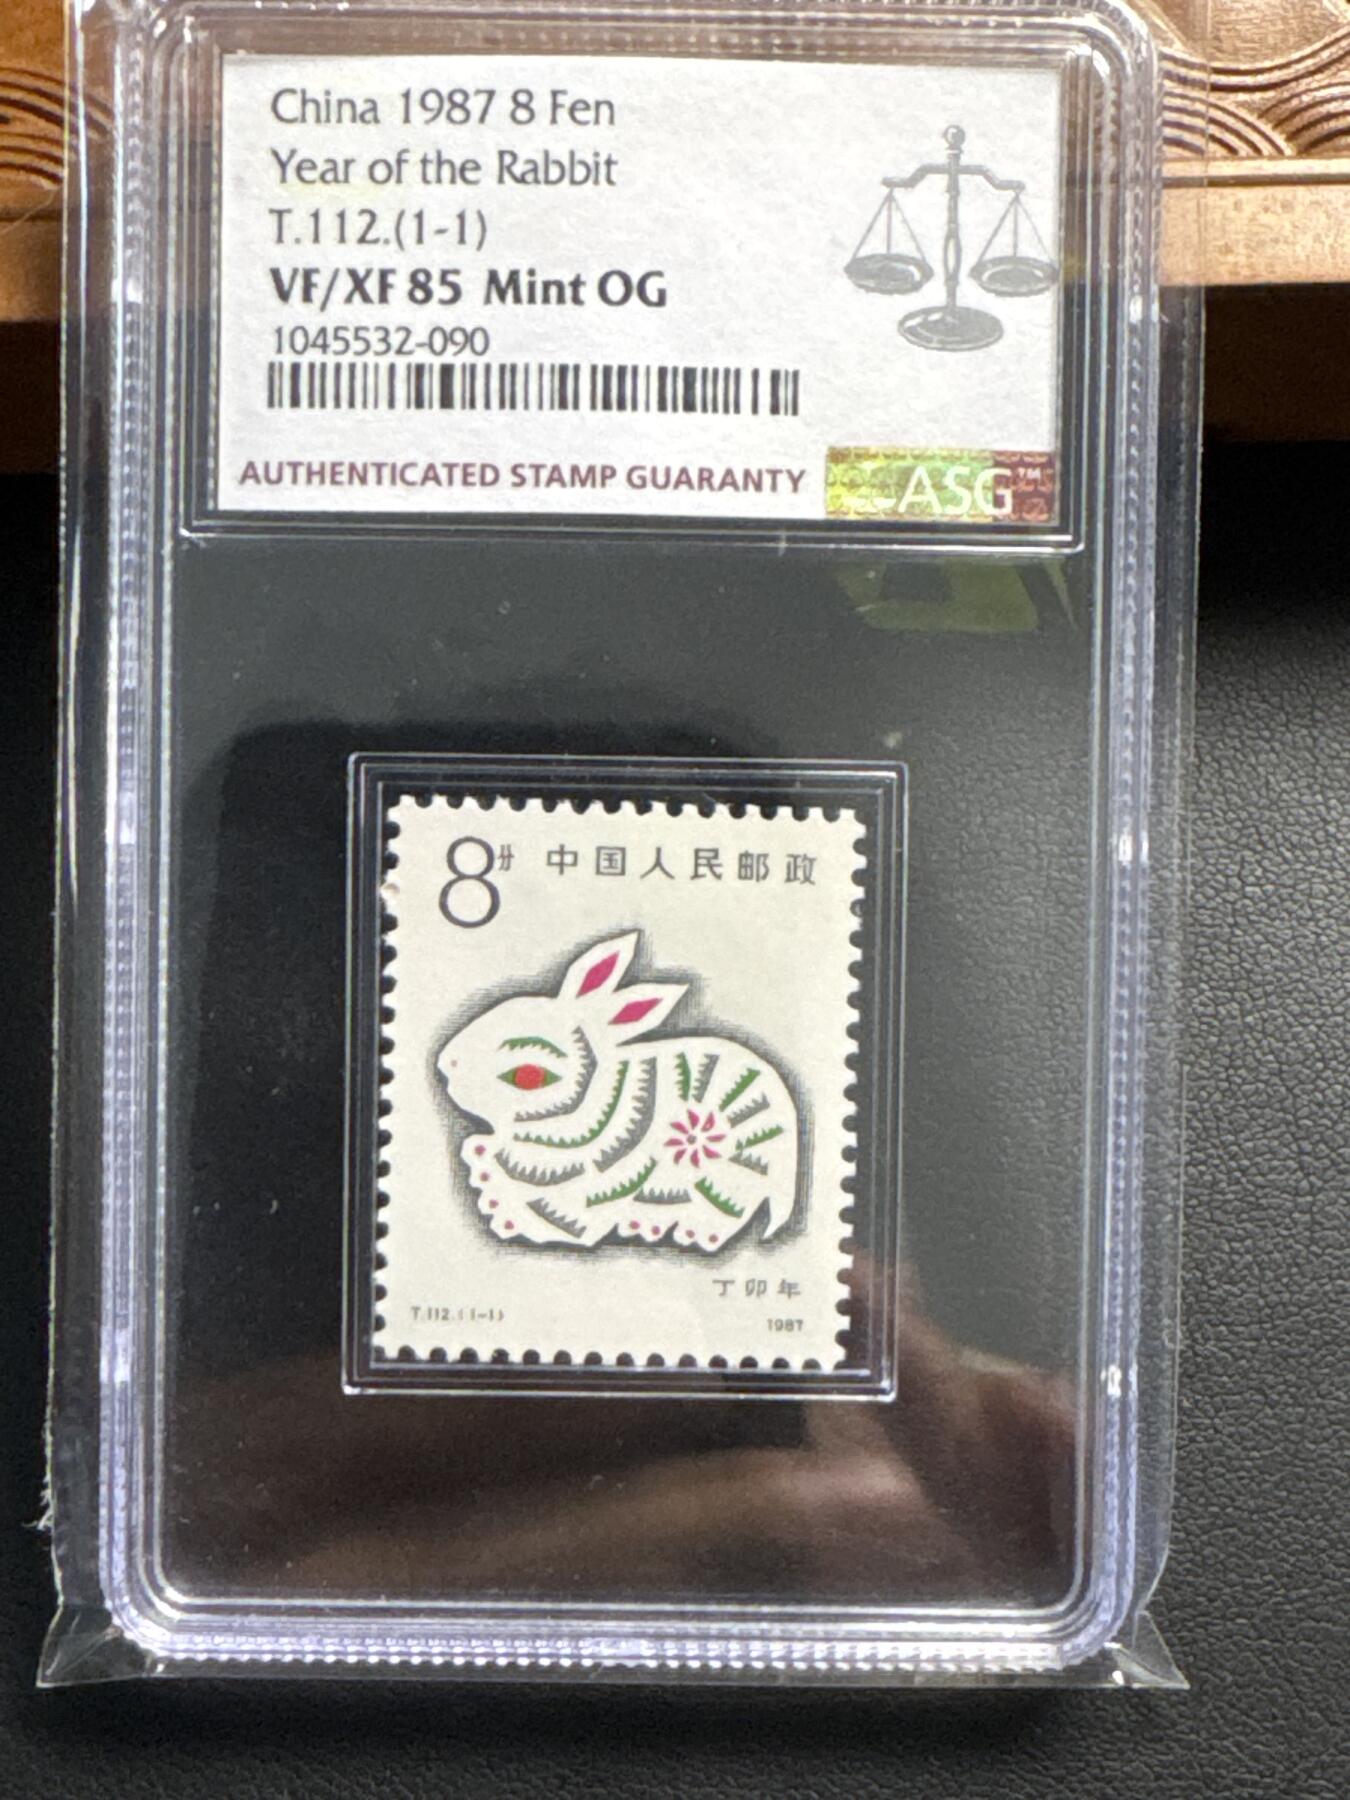 China 1987 8 Fen
Year of the Rabbit
T.112.(1-1)
VF/XF 85 Mint OG
1045532-090
AUTHENTICATED STAMP GUARANTY
ASG™
8分 中国人民邮政
丁卯年
T.112.(1-1) 1987